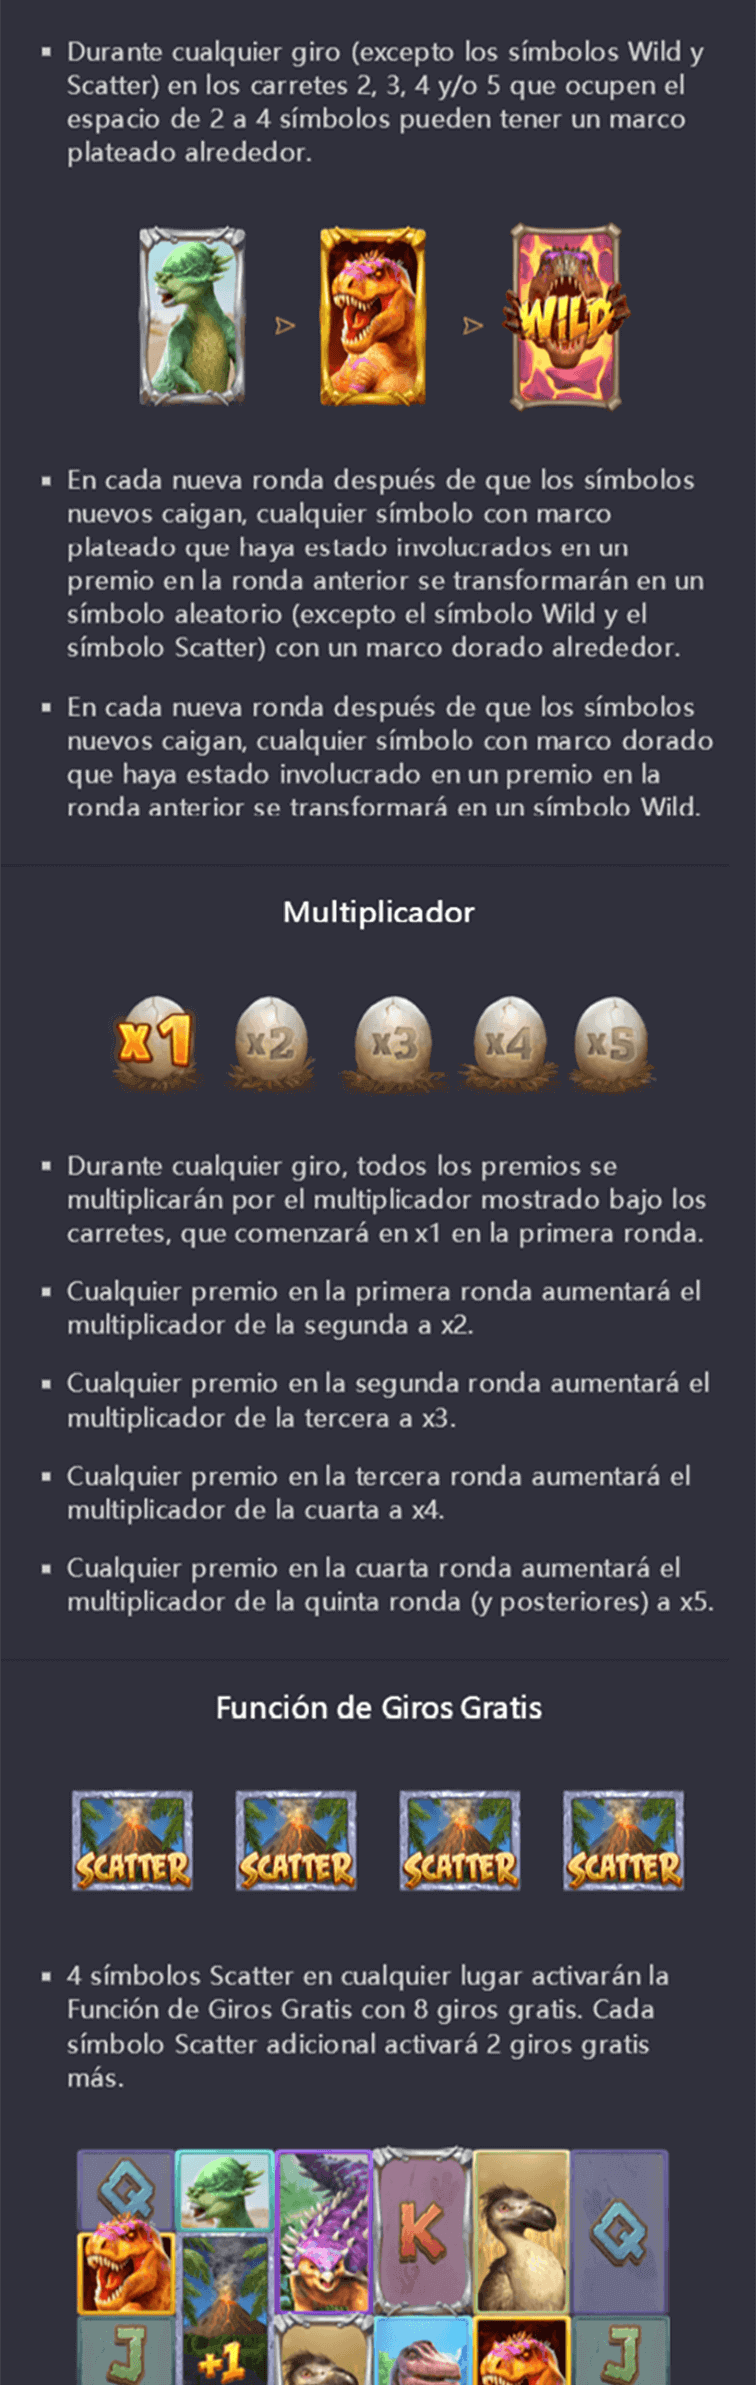 Durante cualquier giro (excepto los símbolos Wild y
Scatter) en los carretes 2, 3, 4 y/o 5 que ocupen el
espacio de 2 a 4 símbolos pueden tener un marco
plateado alrededor.
WILD
En cada nueva ronda después de que los símbolos
nuevos caigan, cualquier símbolo con marco
plateado que haya estado involucrados en un
premio en la ronda anterior se transformarán en un
símbolo aleatorio (excepto el símbolo Wild y el
símbolo Scatter) con un marco dorado alrededor.
En cada nueva ronda después de que los símbolos
nuevos caigan, cualquier símbolo con marco dorado
que haya estado involucrado en un premio en la
ronda anterior se transformará en un símbolo Wild.
Multiplicador
x1 x2 x3 x4 x5
Durante cualquier giro, todos los premios se
multiplicarán por el multiplicador mostrado bajo los
carretes, que comenzará en x1 en la primera ronda.
Cualquier premio en la primera ronda aumentará el
multiplicador de la segunda a x2.
Cualquier premio en la segunda ronda aumentará el
multiplicador de la tercera a x3.
Cualquier premio en la tercera ronda aumentará el
multiplicador de la cuarta a x4.
Cualquier premio en la cuarta ronda aumentará el
multiplicador de la quinta ronda (y posteriores) a x5.
Función de Giros Gratis
SCATTER SCATTER SCATTER SCATTER
4 símbolos Scatter en cualquier lugar activarán la
Función de Giros Gratis con 8 giros gratis. Cada
símbolo Scatter adicional activará 2 giros gratis
más.
Q K Q
J +1 J